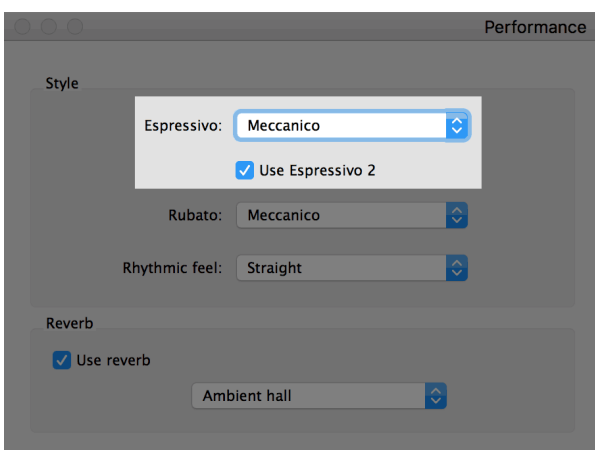 Performance
Style
Espressivo: Meccanico
Use Espressivo 2
Rubato: Meccanico
Rhythmic feel: Straight
Reverb
Use reverb
Ambient hall